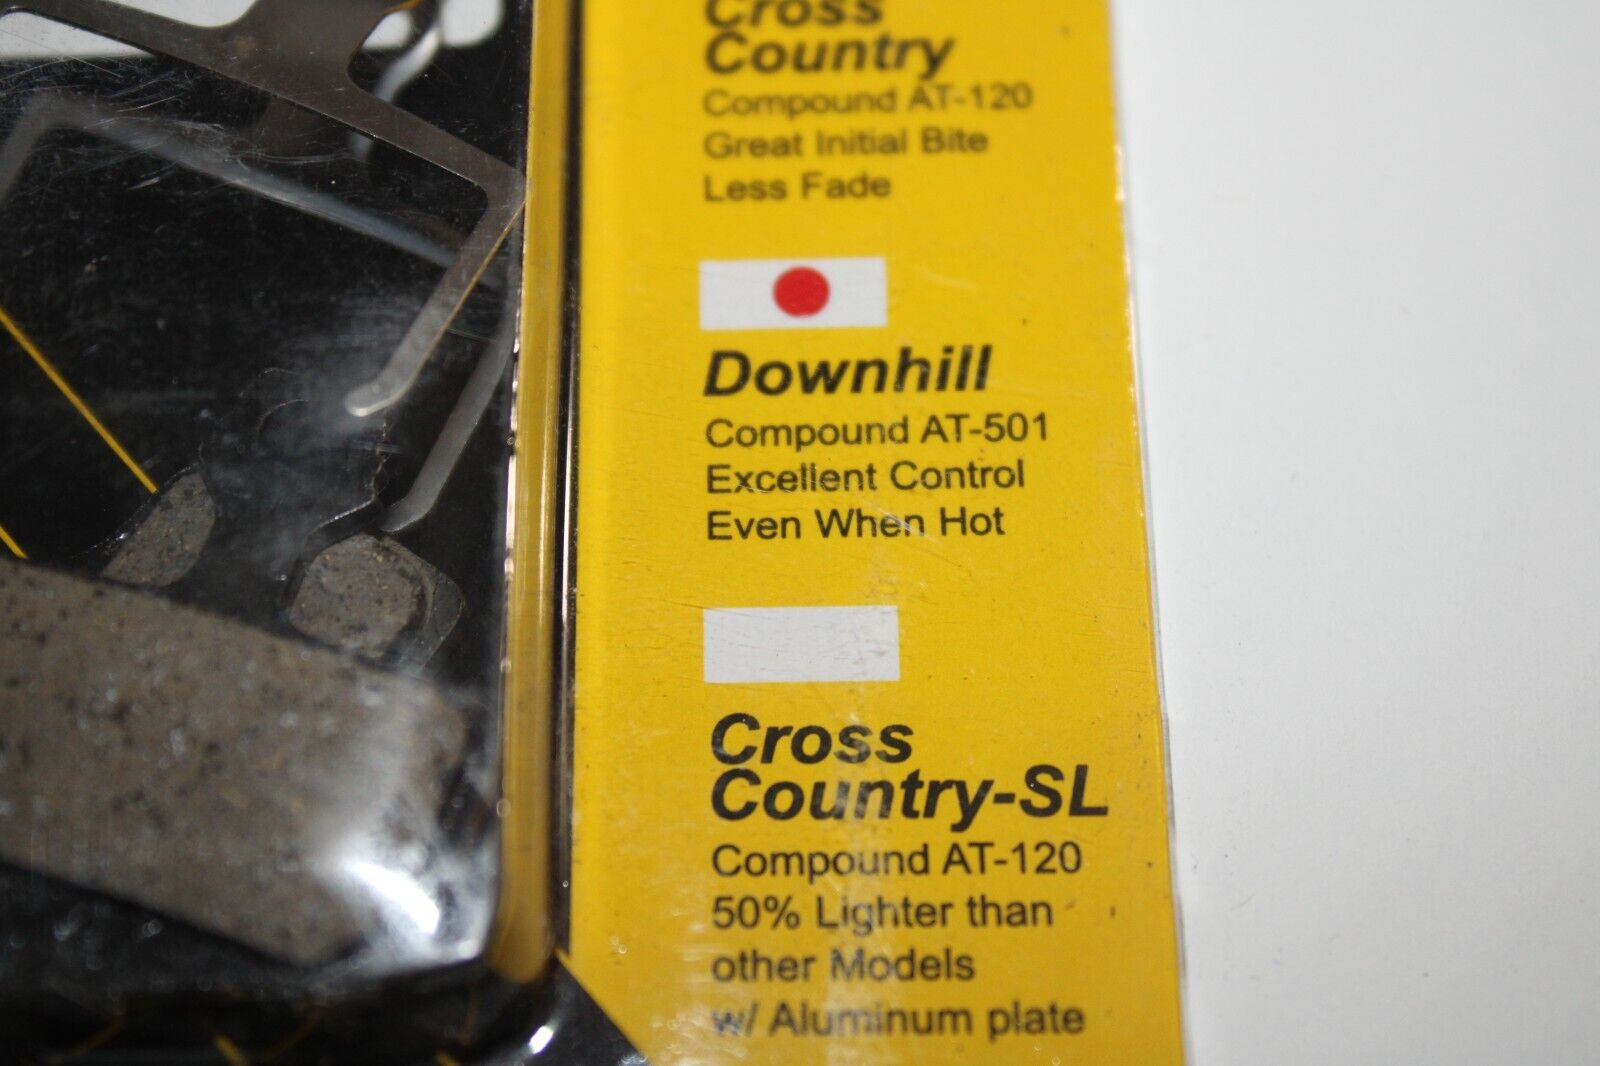 Cross
Country
Compound AT-120
Great Initial Bite
Less Fade
Downhill
Compound AT-501
Excellent Control
Even When Hot
Cross
Country-SL
Compound AT-120
50% Lighter than
other Models
w/ Aluminum plate